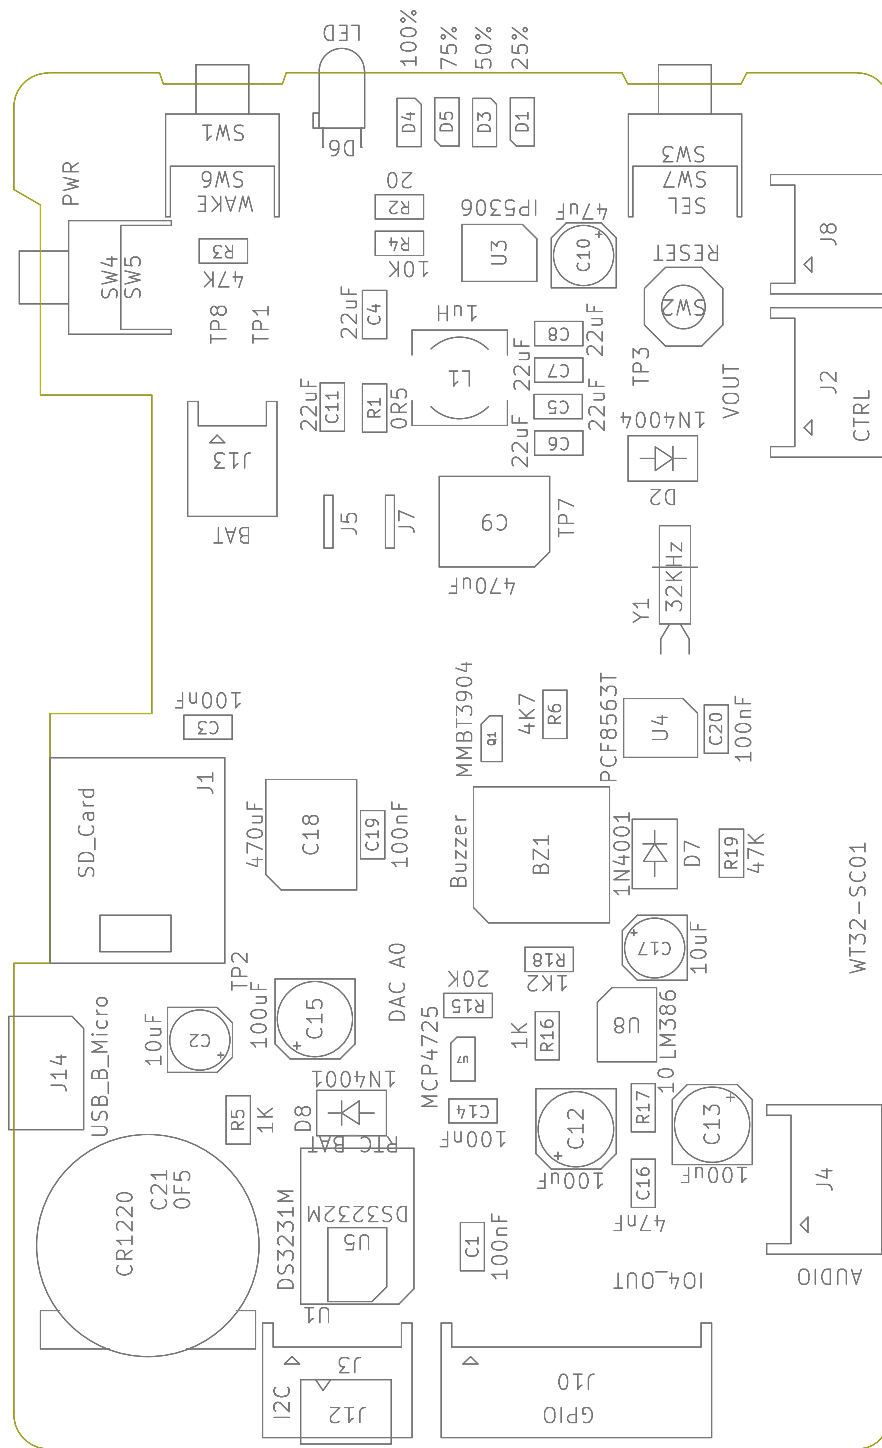 LED
100%
75%
50%
25%
SW1
D6
D4
D5
D3
D1
SW3
PWR
SW6
WAKE
20
R2
IP5306
47uF
SW7
SEL
R3
47K
R4
10K
U3
C10
RESET
J8
SW4
SW5
TP8
TP1
22uF
C4
1uH
C8
22uF
SW2
22uF
C11
R1
0R5
L1
22uF
C7
TP3
VOUT
J2
CTRL
C5
22uF
22uF
C6
1N4004
D2
J13
BAT
J5
J7
C9
470uF
TP7
Y1
32KHz
100nF
C3
MMBT3904
Q1
4K7
R6
PCF8563T
U4
C20
100nF
J1
SD_Card
470uF
C18
C19
100nF
Buzzer
BZ1
1N4001
D7
R19
47K
WT32-SC01
TP2
DAC A0
R18
1K2
C17
10uF
20K
R15
10uF
C2
100uF
C15
MCP4725
U7
1K
R16
U8
LM386
J14
USB_B_Micro
R5
1K
D8
1N4001
RTC_BAT
C14
100nF
C12
100uF
10
R17
C13
100uF
C16
47nF
CR1220
C21
0F5
DS3231M
DS3232M
U5
U1
C1
100nF
IO4_OUT
J4
AUDIO
I2C
J3
J12
J10
GPIO